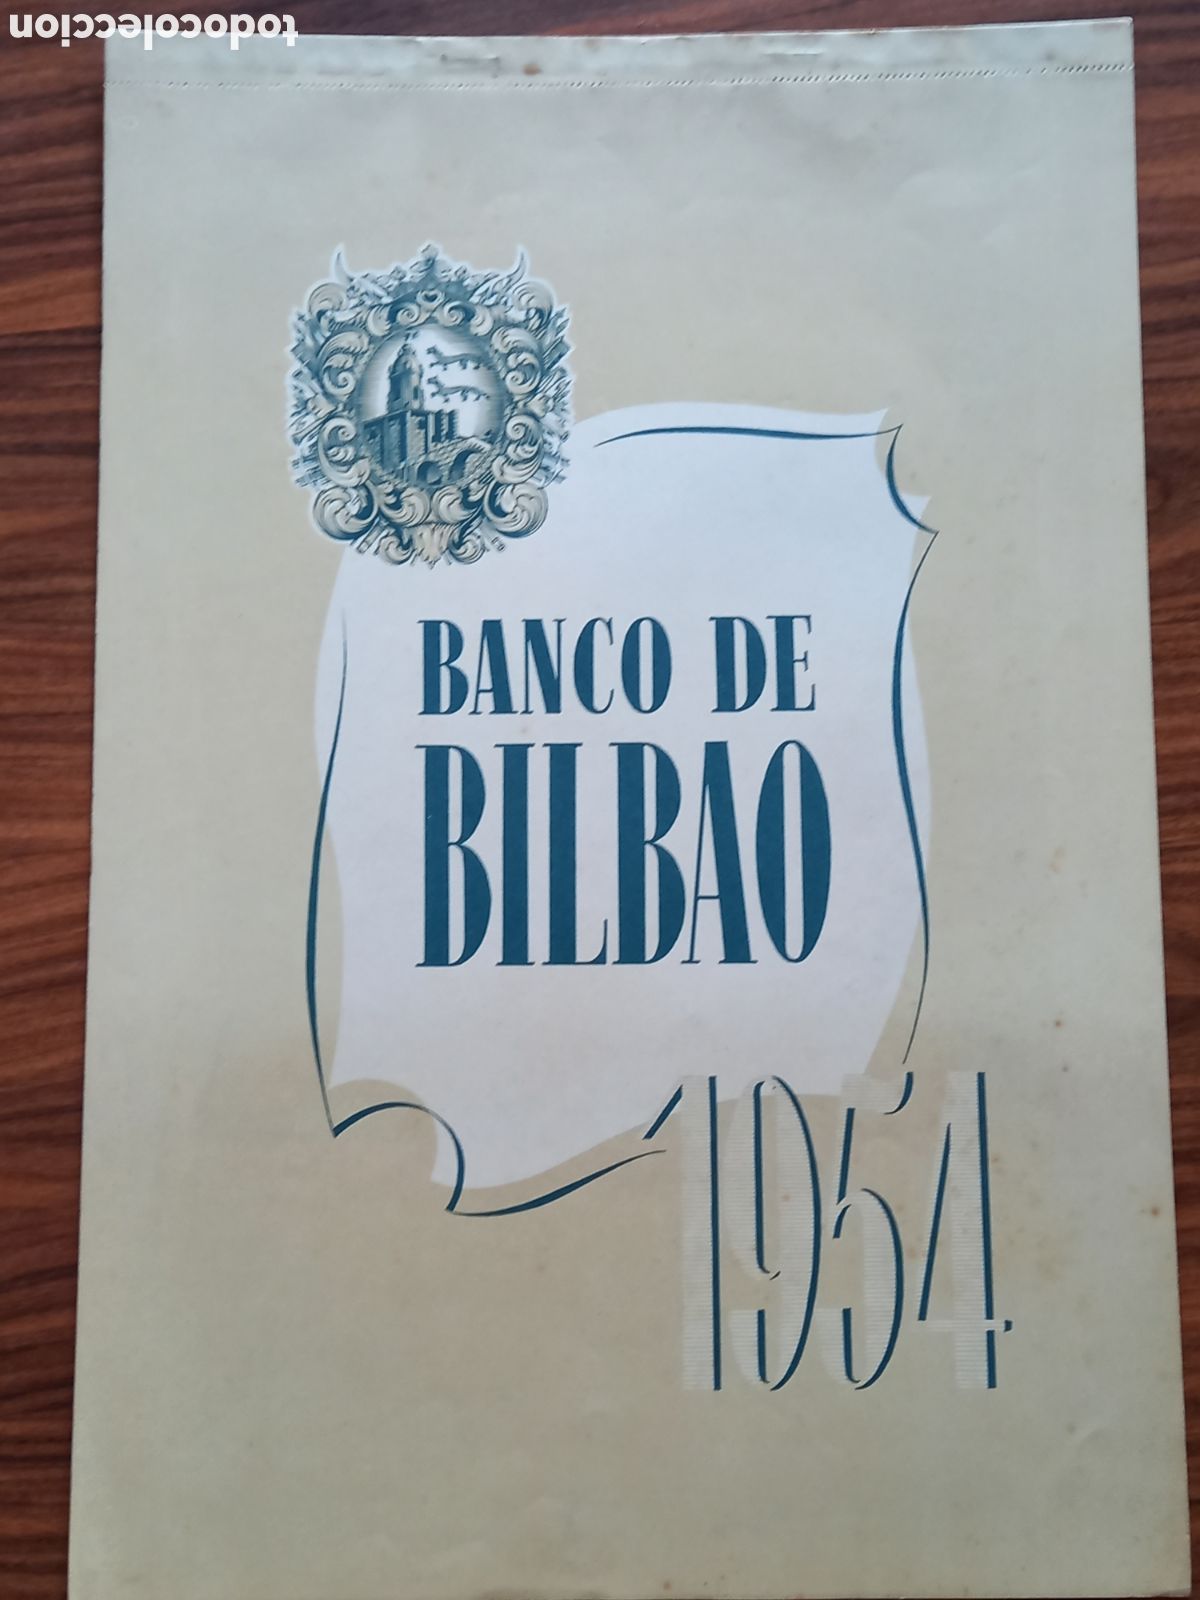 todocoleccion
BANCO DE
BILBAO
1954